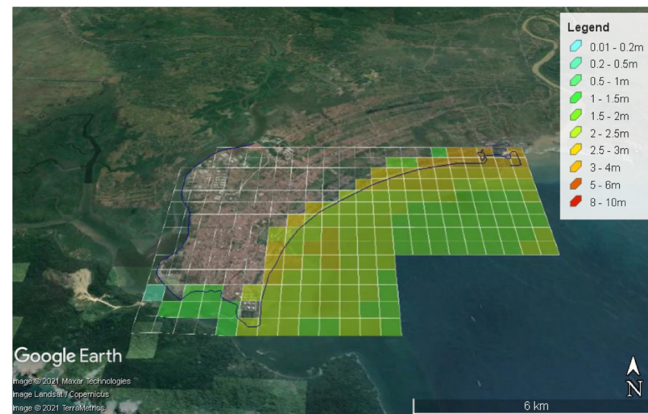 Legend
0.01 - 0.2m
0.2 - 0.5m
0.5 - 1m
1 - 1.5m
1.5 - 2m
2 - 2.5m
2.5 - 3m
3 - 4m
5 - 6m
8 - 10m
Google Earth
Image © 2021 Maxar Technologies
Image Landsat / Copernicus
Image © 2021 TerraMetrics
N
6 km